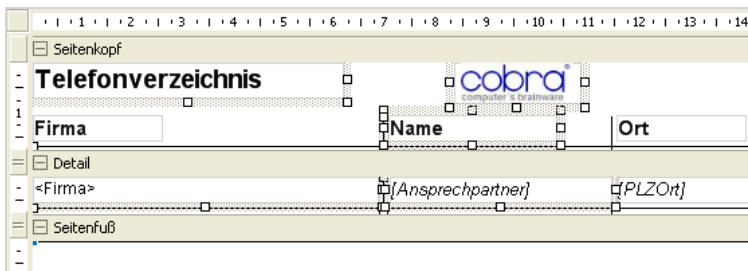 1 2 3 4 5 6 7 8 9 10 11 12 13 14
Seitenkopf
Telefonverzeichnis
cobra
computer's brainware
1
Firma Name Ort
Detail
<Firma> [Ansprechpartner] [PLZOrt]
Seitenfuß